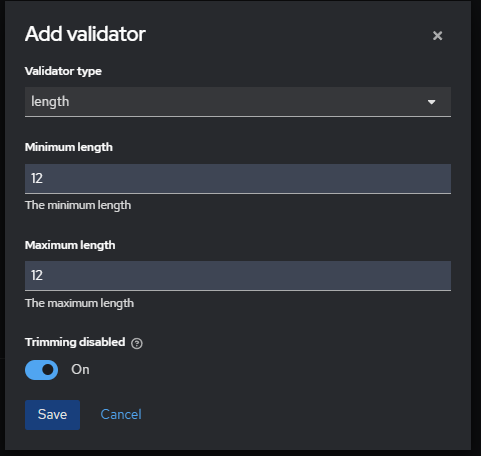 Add validator
Validator type
length
Minimum length
12
The minimum length
Maximum length
12
The maximum length
Trimming disabled
On
Save Cancel